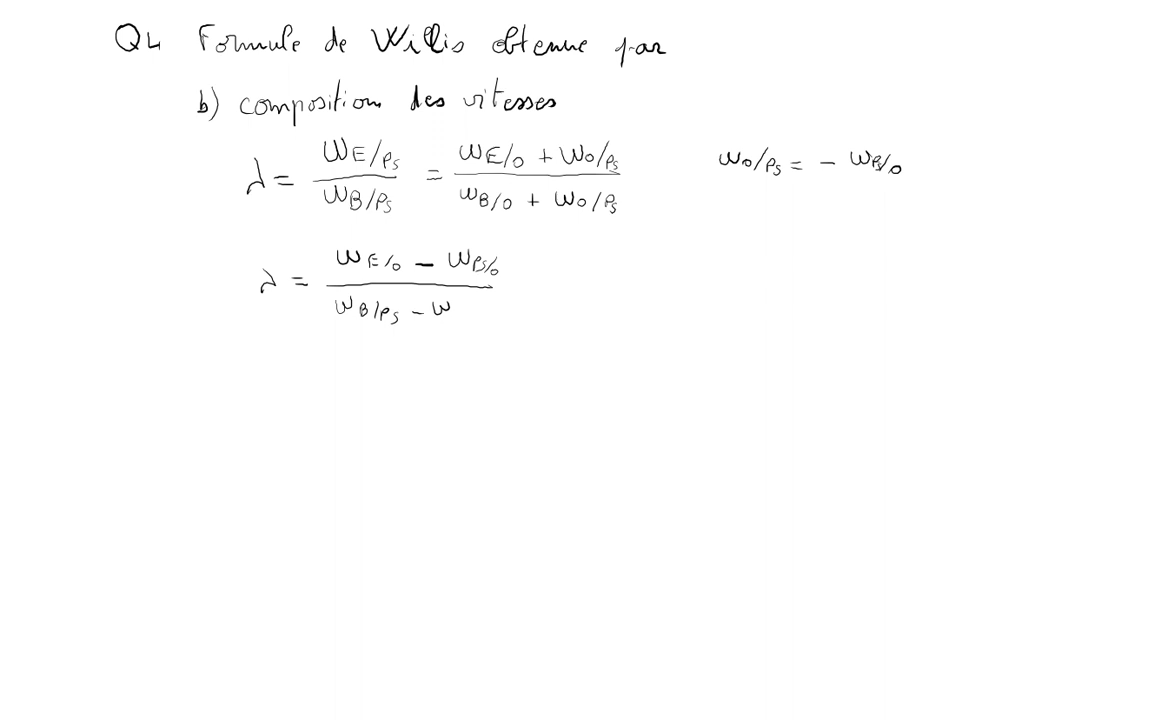 Q4 Formule de Willis obtenue par
b) composition des vitesses
λ = ωE/Ps / ωB/Ps = (ωE/0 + ω0/Ps) / (ωB/0 + ω0/Ps) ω0/Ps = - ωPs/0
λ = (ωE/0 - ωPs/0) / (ωB/Ps - ω